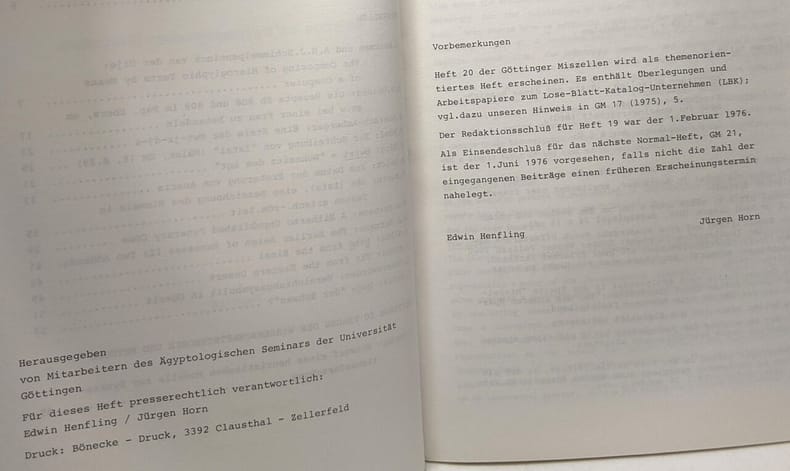 Herausgegeben
von Mitarbeitern des Ägyptologischen Seminars der Universität
Göttingen
Für dieses Heft presserechtlich verantwortlich:
Edwin Henfling / Jürgen Horn
Druck: Bönecke - Druck, 3392 Clausthal - Zellerfeld
Vorbemerkungen
Heft 20 der Göttinger Miszellen wird als themenorien-
tiertes Heft erscheinen. Es enthält Überlegungen und
Arbeitspapiere zum Lose-Blatt-Katalog-Unternehmen (LBK);
vgl.dazu unseren Hinweis in GM 17 (1975), 5.
Der Redaktionsschluß für Heft 19 war der 1.Februar 1976.
Als Einsendeschluß für das nächste Normal-Heft, GM 21,
ist der 1.Juni 1976 vorgesehen, falls nicht die Zahl der
eingegangenen Beiträge einen früheren Erscheinungstermin
nahelegt.
Edwin Henfling Jürgen Horn